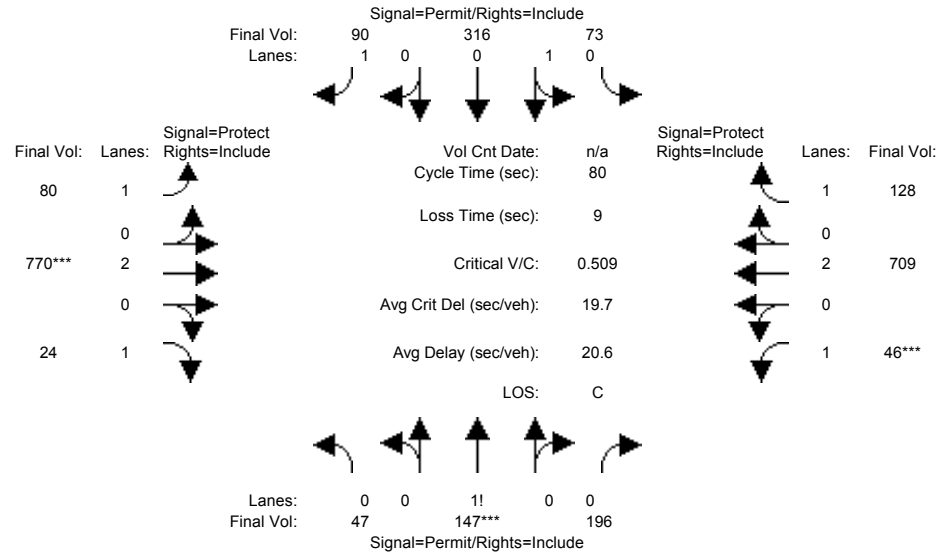 Signal=Permit/Rights=Include
Final Vol: 90 316 73
Lanes: 1 0 0 1 0
Signal=Protect Signal=Protect
Final Vol: Lanes: Rights=Include Vol Cnt Date: n/a Rights=Include Lanes: Final Vol:
Cycle Time (sec): 80
80 1 1 128
Loss Time (sec): 9
0 0
770*** 2 Critical V/C: 0.509 2 709
0 Avg Crit Del (sec/veh): 19.7 0
24 1 Avg Delay (sec/veh): 20.6 1 46***
LOS: C
Lanes: 0 0 1! 0 0
Final Vol: 47 147*** 196
Signal=Permit/Rights=Include